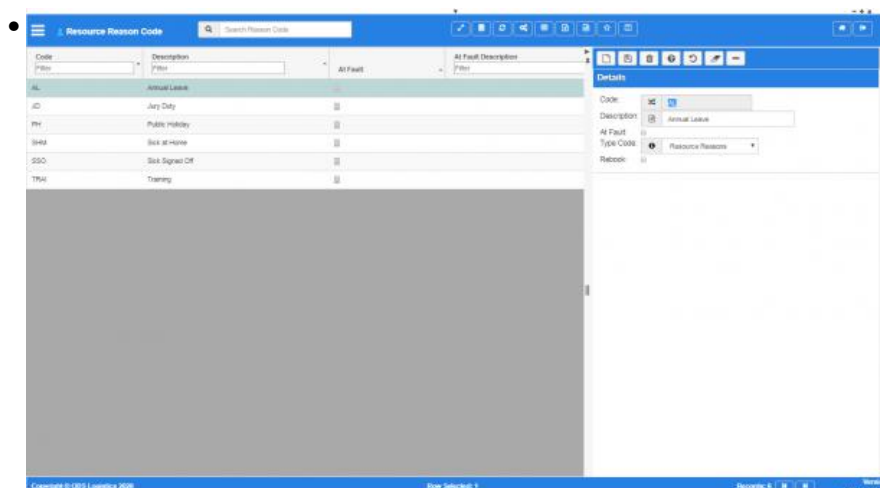 Resource Reason Code
Search Reason Code
Code
Description
At Fault
At Fault Description
Filter
Filter
Filter
AL
Annual Leave
JD
Jury Duty
PH
Public Holiday
SHM
Sick at Home
SSO
Sick Signed Off
TRAI
Training
Details
Code:
AL
Description:
Annual Leave
At Fault:
Type Code:
Resource Reasons
Rebook:
Copyright © ODS Logistics 2020
Row Selected: 1
Records: 6